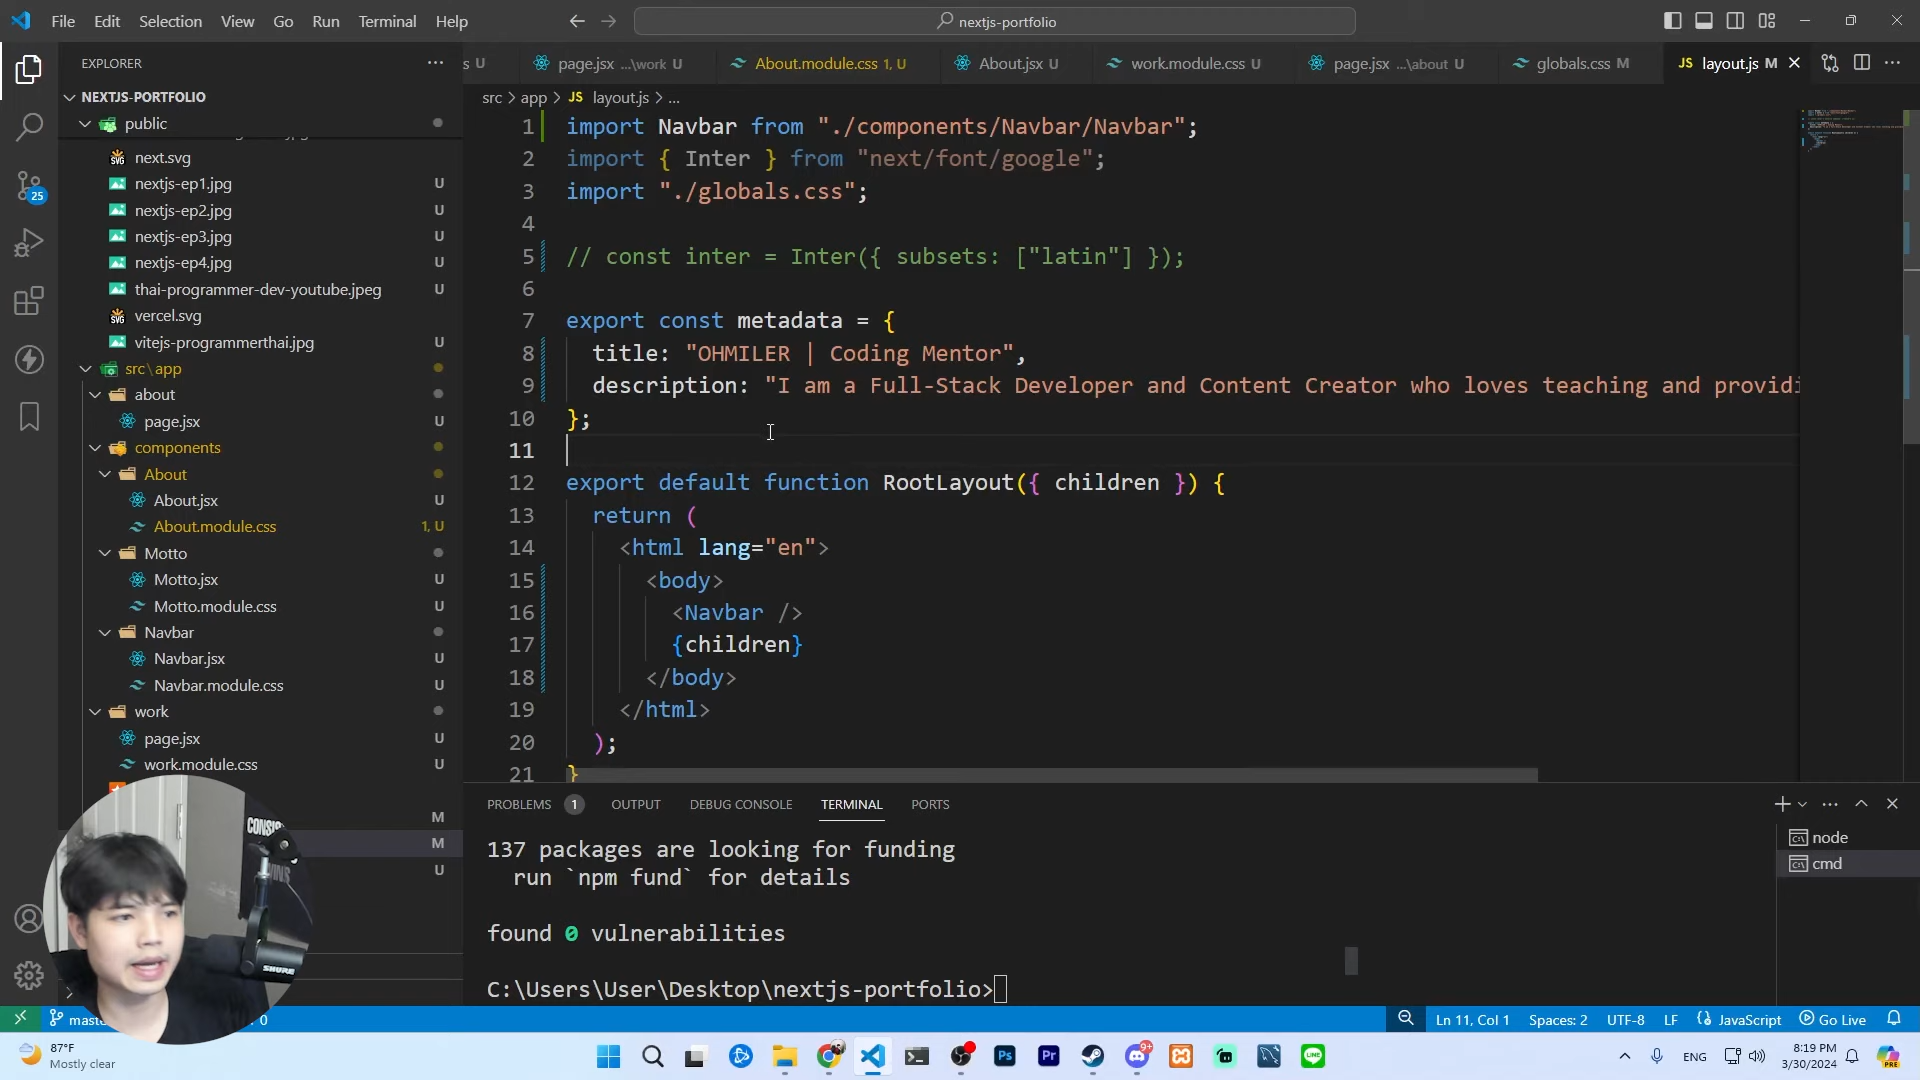 File Edit Selection View Go Run Terminal Help
nextjs-portfolio
EXPLORER
NEXTJS-PORTFOLIO
public
next.svg
nextjs-ep1.jpg U
nextjs-ep2.jpg U
nextjs-ep3.jpg U
nextjs-ep4.jpg U
thai-programmer-dev-youtube.jpeg U
vercel.svg
vitejs-programmerthai.jpg U
src\app
about
page.jsx U
components
About
About.jsx U
About.module.css 1, U
Motto
Motto.jsx U
Motto.module.css U
Navbar
Navbar.jsx U
Navbar.module.css U
work
page.jsx U
work.module.css U
M
M
U
25
s U page.jsx ...\work U About.module.css 1, U About.jsx U work.module.css U page.jsx ...\about U globals.css M JS layout.js M
src > app > JS layout.js > ...
1 import Navbar from "./components/Navbar/Navbar";
2 import { Inter } from "next/font/google";
3 import "./globals.css";
4
5 // const inter = Inter({ subsets: ["latin"] });
6
7 export const metadata = {
8 title: "OHMILER | Coding Mentor",
9 description: "I am a Full-Stack Developer and Content Creator who loves teaching and providi
10 };
11
12 export default function RootLayout({ children }) {
13 return (
14 <html lang="en">
15 <body>
16 <Navbar />
17 {children}
18 </body>
19 </html>
20 );
21 }
PROBLEMS 1 OUTPUT DEBUG CONSOLE TERMINAL PORTS
137 packages are looking for funding
run `npm fund` for details
found 0 vulnerabilities
C:\Users\User\Desktop\nextjs-portfolio>
node
cmd
SHURE
0
Ln 11, Col 1 Spaces: 2 UTF-8 LF JavaScript Go Live
87°F
Mostly clear
Ps Pr 9+ LINE
ENG
8:19 PM
3/30/2024
PRE